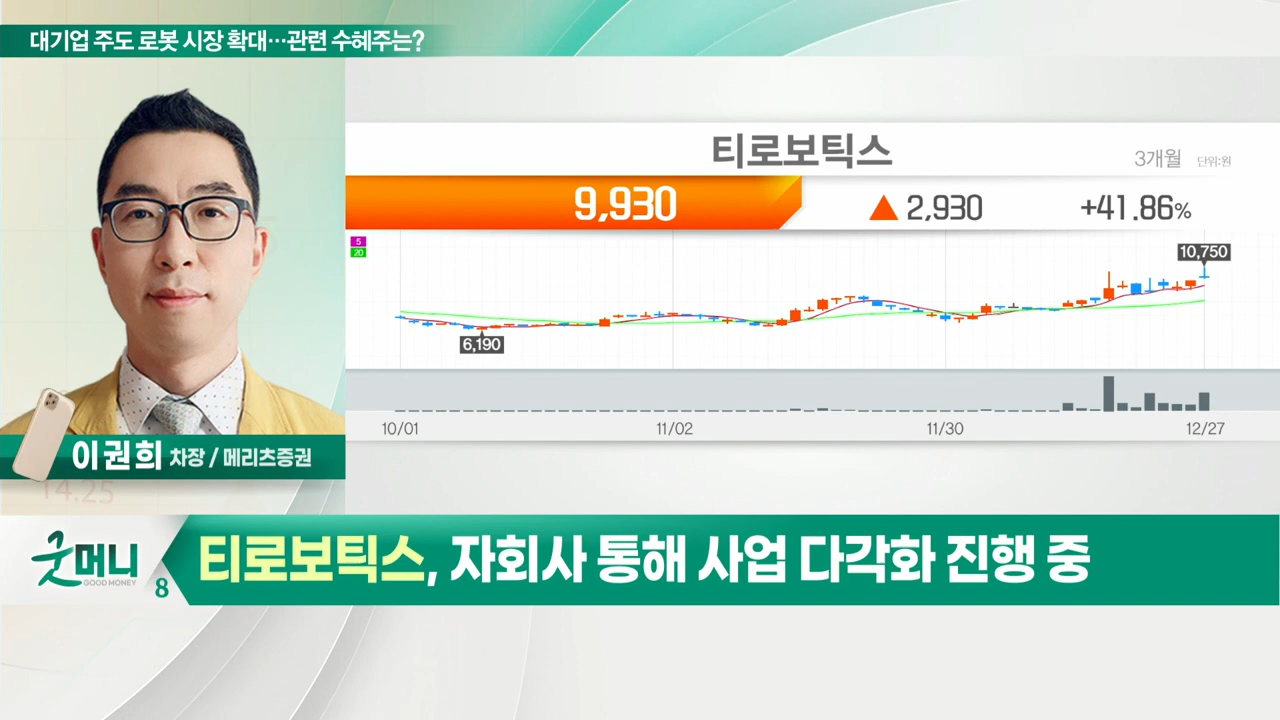 대기업 주도 로봇 시장 확대…관련 수혜주는?
티로보틱스
3개월 단위:원
9,930 ▲ 2,930 +41.86%
5
20
10,750
6,190
10/01 11/02 11/30 12/27
이권희 차장 / 메리츠증권
14.25
굿머니
GOOD MONEY
8
티로보틱스, 자회사 통해 사업 다각화 진행 중